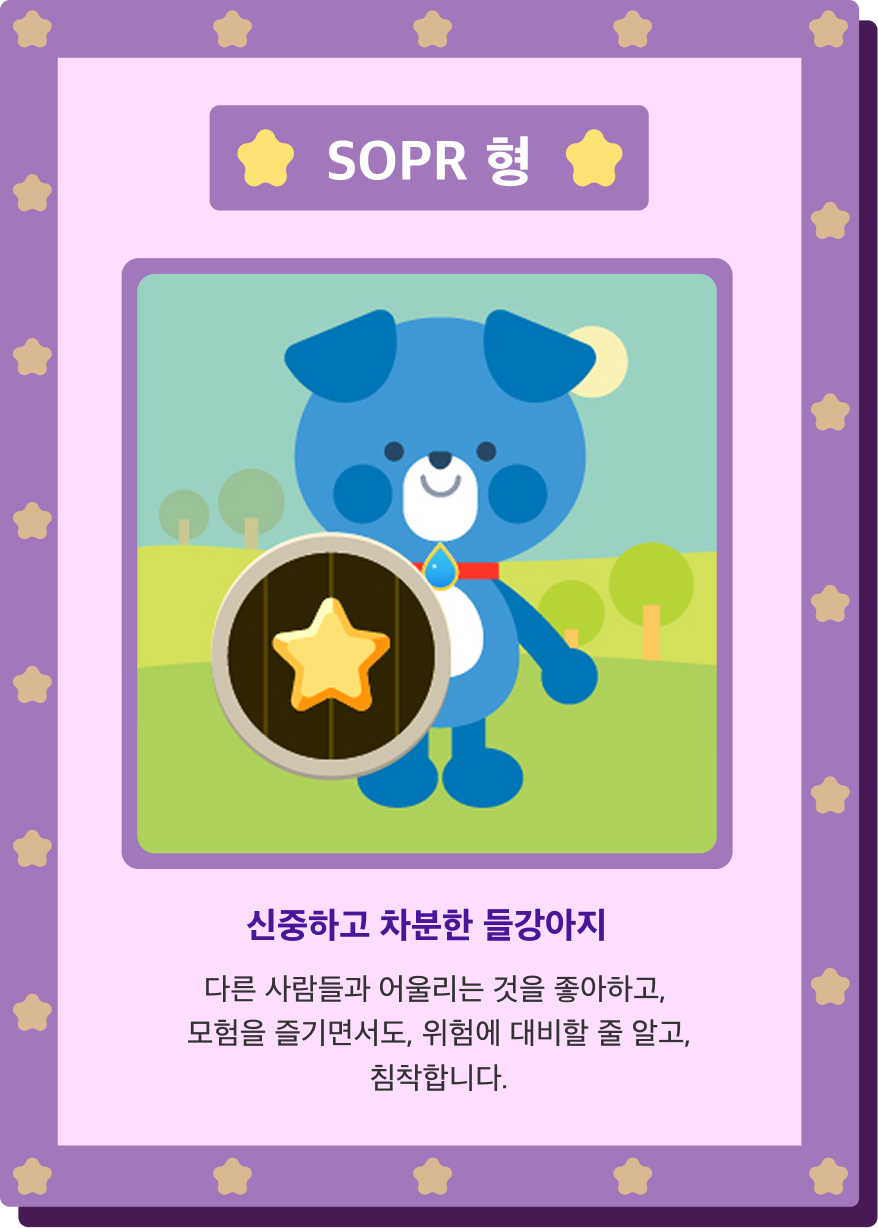 SOPR 형
신중하고 차분한 들강아지
다른 사람들과 어울리는 것을 좋아하고,
모험을 즐기면서도, 위험에 대비할 줄 알고,
침착합니다.